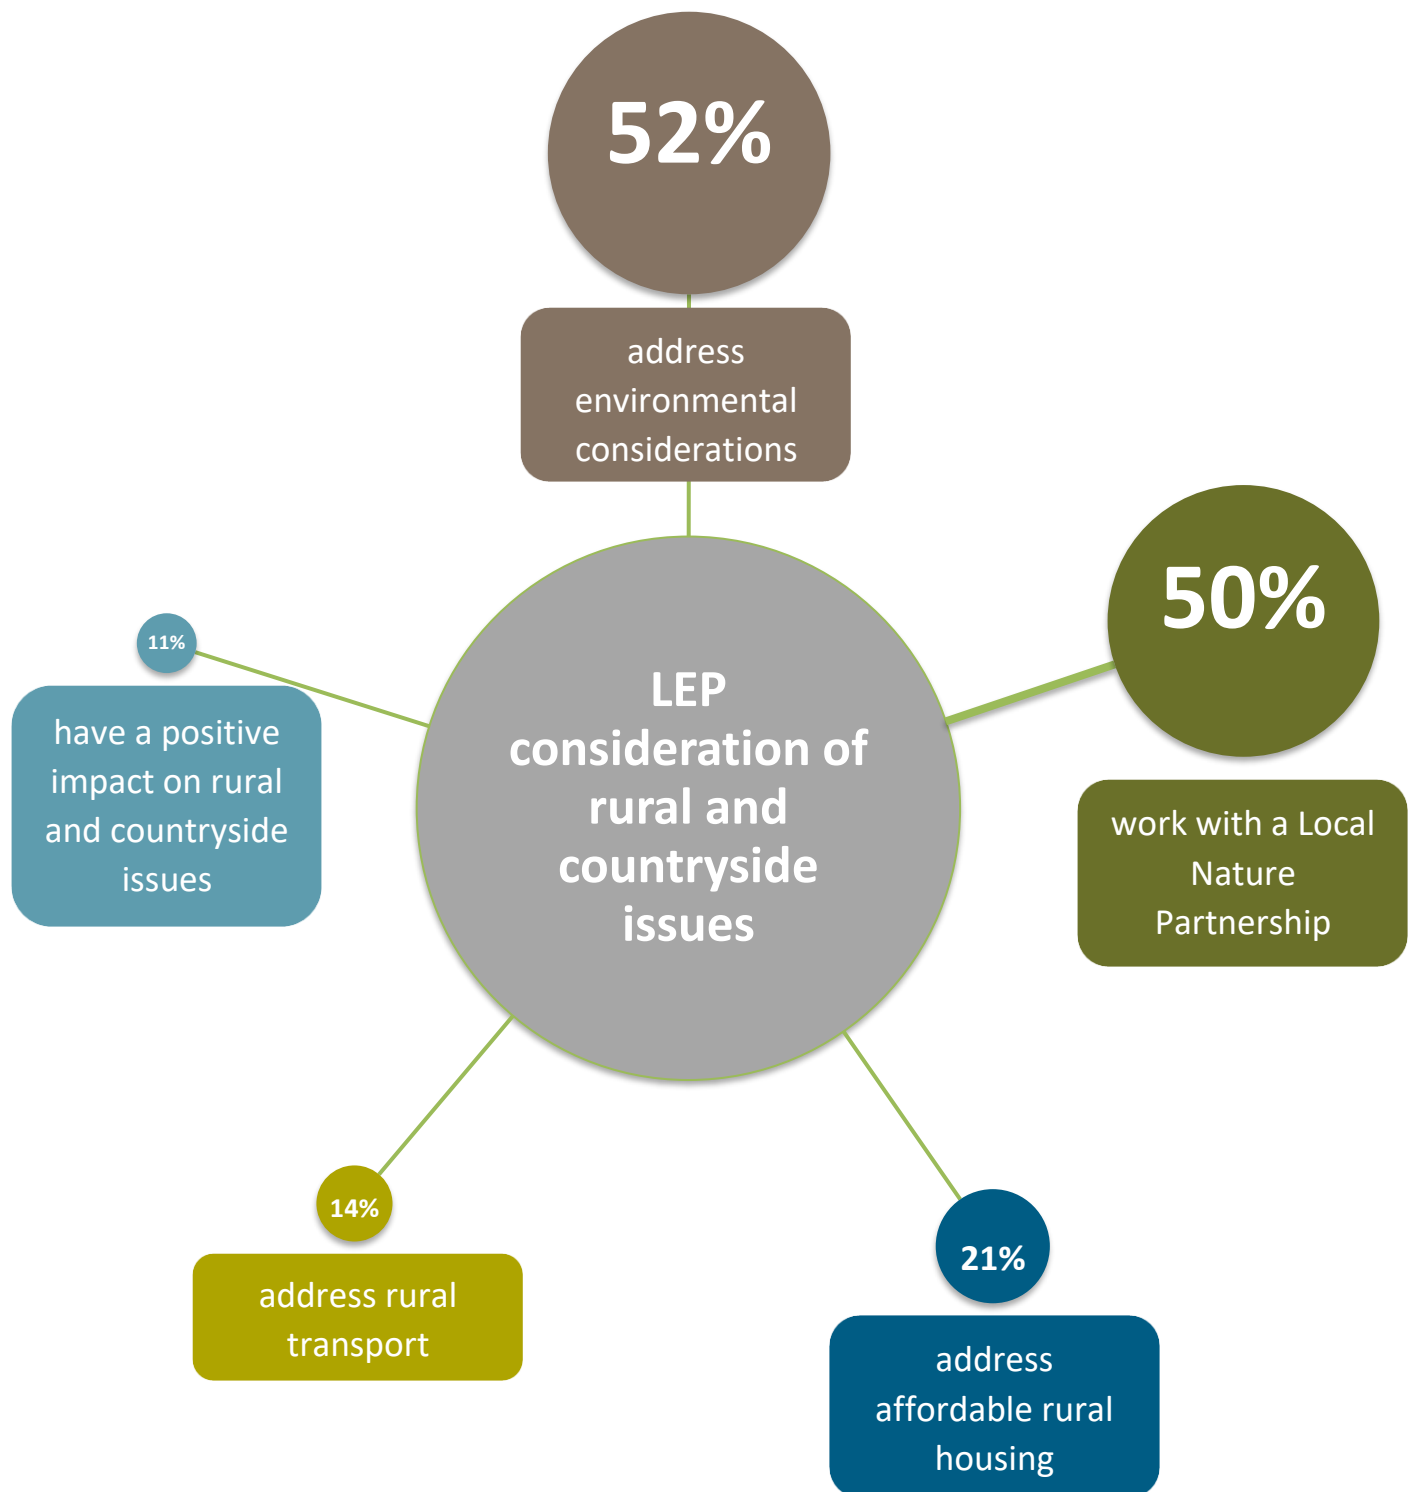 52%
address
environmental
considerations
50%
work with a Local
Nature
Partnership
LEP
consideration of
rural and
countryside
issues
11%
have a positive
impact on rural
and countryside
issues
14%
address rural
transport
21%
address
affordable rural
housing